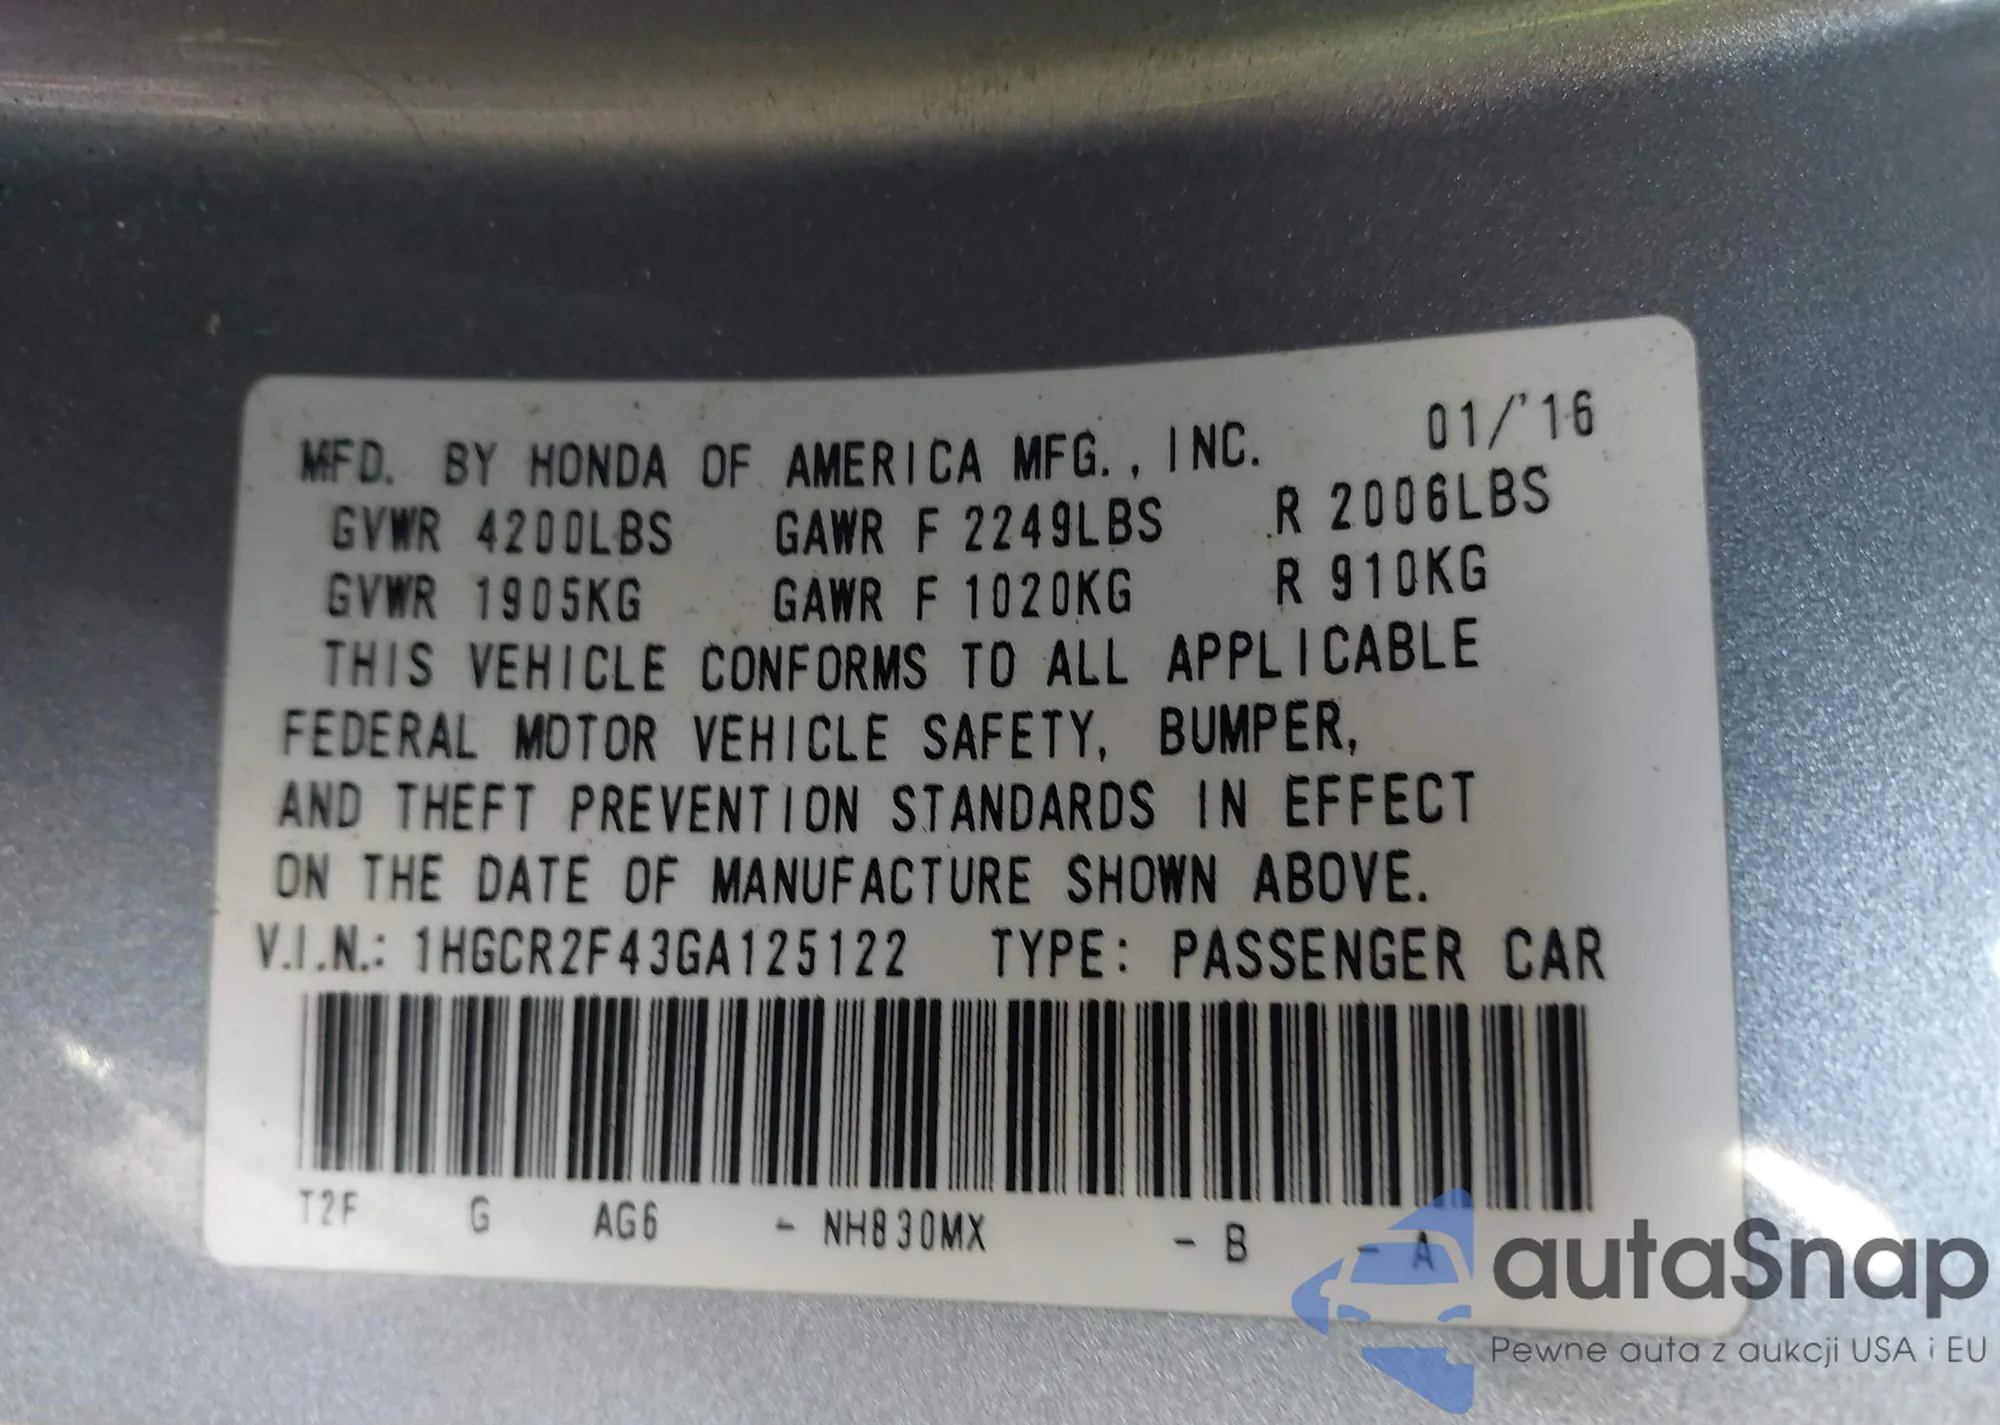 MFD. BY HONDA OF AMERICA MFG., INC. 01/'16
GVWR 4200LBS GAWR F 2249LBS R 2006LBS
GVWR 1905KG GAWR F 1020KG R 910KG
THIS VEHICLE CONFORMS TO ALL APPLICABLE
FEDERAL MOTOR VEHICLE SAFETY, BUMPER,
AND THEFT PREVENTION STANDARDS IN EFFECT
ON THE DATE OF MANUFACTURE SHOWN ABOVE.
V.I.N.: 1HGCR2F43GA125122 TYPE: PASSENGER CAR
T2F G AG6 - NH830MX - B - A
autaSnap
Pewne auta z aukcji USA i EU